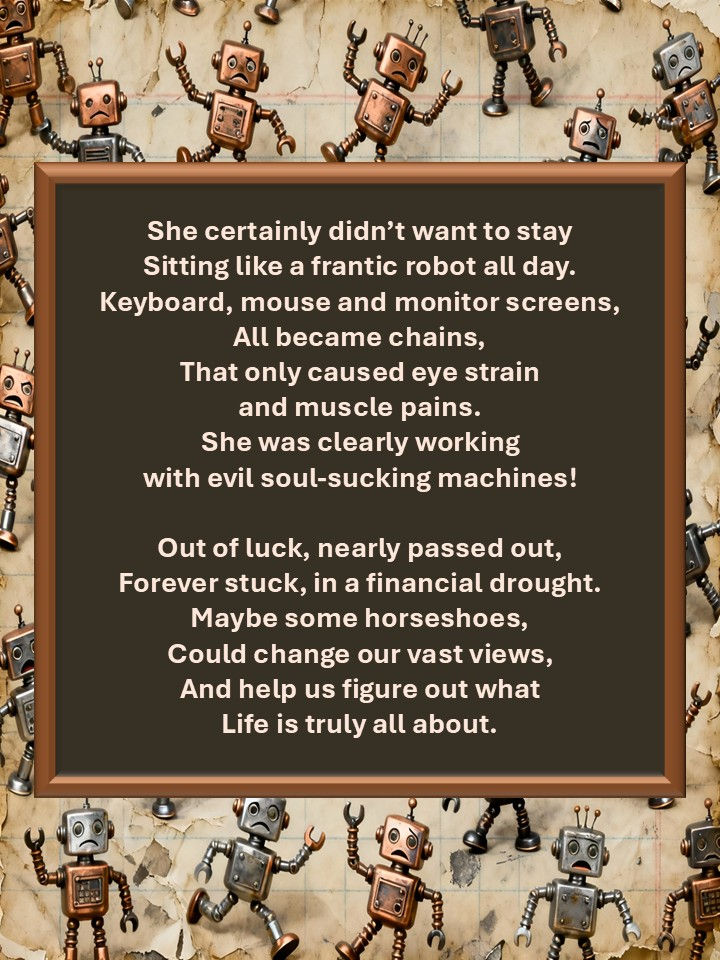 She certainly didn’t want to stay
Sitting like a frantic robot all day.
Keyboard, mouse and monitor screens,
All became chains,
That only caused eye strain
and muscle pains.
She was clearly working
with evil soul-sucking machines!
Out of luck, nearly passed out,
Forever stuck, in a financial drought.
Maybe some horseshoes,
Could change our vast views,
And help us figure out what
Life is truly all about.